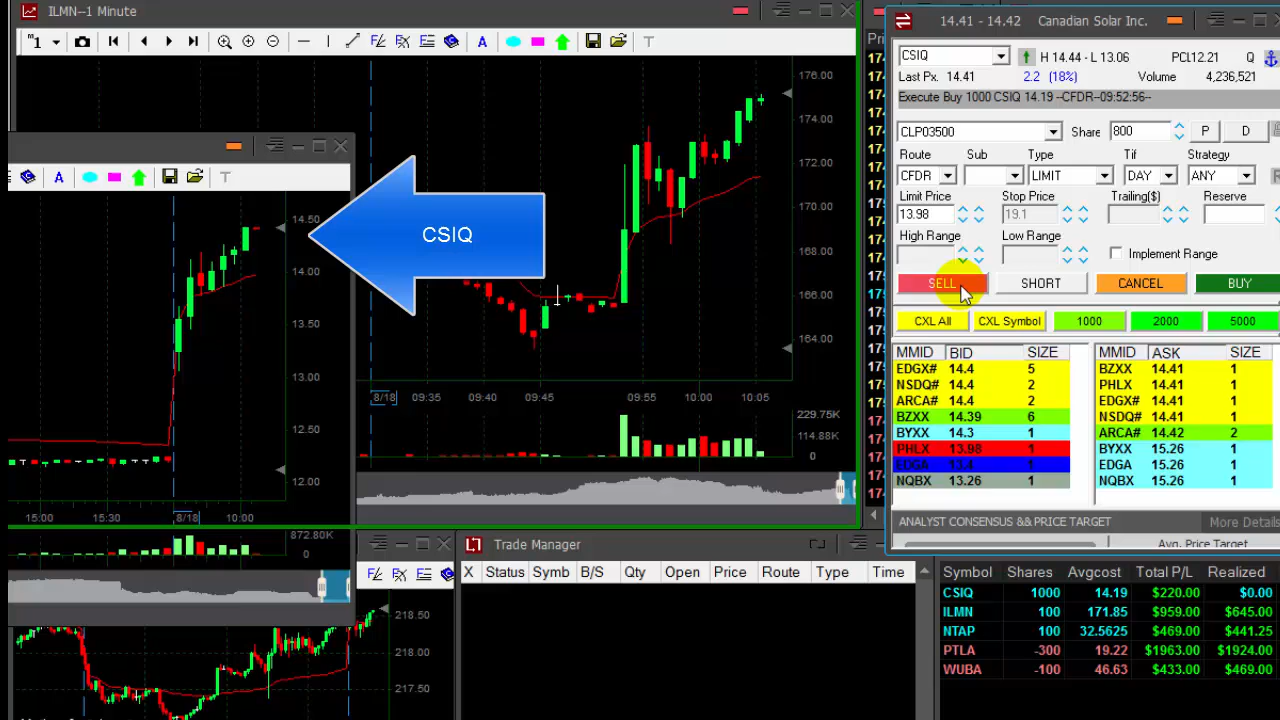 ILMN--1 Minute
1
A
T
176.00
174.00
172.00
170.00
168.00
166.00
164.00
8/18 09:35 09:40 09:45 09:55 10:00 10:05
229.75K
114.88K
0
A
T
CSIQ
14.50
14.00
13.50
13.00
12.50
12.00
15:00 15:30 8/18 10:00
872.80K
0
218.50
218.00
217.50
14.41 - 14.42 Canadian Solar Inc.
CSIQ H 14.44 - L 13.06 PCL12.21 Q
Last Px. 14.41 2.2 (18%) Volume 4,236,521
Execute Buy 1000 CSIQ 14.19 --CFDR--09:52:56--
CLP03500 Share 800 P D
Route Sub Type Tif Strategy
CFDR LIMIT DAY ANY
Limit Price Stop Price Trailing($) Reserve
13.98 19.1
High Range Low Range
Implement Range
SELL SHORT CANCEL BUY
CXL All CXL Symbol 1000 2000 5000
MMID BID SIZE MMID ASK SIZE
EDGX# 14.4 5 BZXX 14.41 1
NSDQ# 14.4 2 PHLX 14.41 1
ARCA# 14.4 2 EDGX# 14.41 1
BZXX 14.39 6 NSDQ# 14.41 1
BYXX 14.3 1 ARCA# 14.42 2
PHLX 13.98 1 BYXX 15.26 1
EDGA 13.4 1 EDGA 15.26 1
NQBX 13.26 1 NQBX 15.26 1
ANALYST CONSENSUS && PRICE TARGET More Details
Avg. Price Target
Trade Manager
X Status Symb B/S Qty Open Price Route Type Time
Symbol Shares Avgcost Total P/L Realized
CSIQ 1000 14.19 $220.00 $0.00
ILMN 100 171.85 $959.00 $645.00
NTAP 100 32.5625 $469.00 $441.25
PTLA -300 19.22 $1963.00 $1924.00
WUBA -100 46.63 $433.00 $469.00